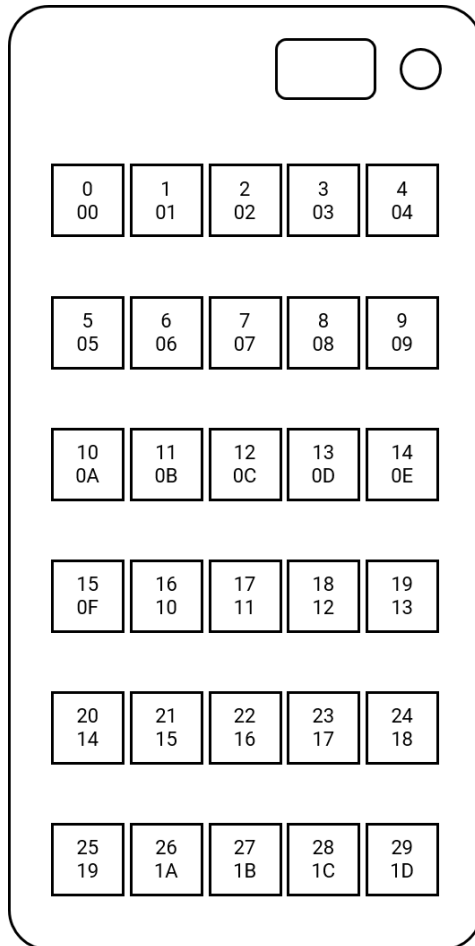 0 1 2 3 4
00 01 02 03 04
5 6 7 8 9
05 06 07 08 09
10 11 12 13 14
0A 0B 0C 0D 0E
15 16 17 18 19
0F 10 11 12 13
20 21 22 23 24
14 15 16 17 18
25 26 27 28 29
19 1A 1B 1C 1D